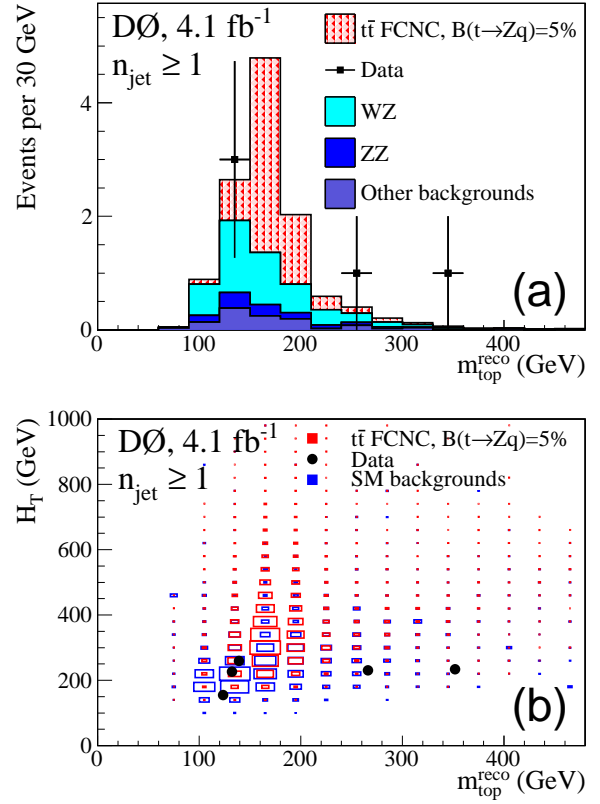 DØ, 4.1 fb⁻¹
n_jet ≥ 1
tt̄ FCNC, B(t→Zq)=5%
Data
WZ
ZZ
Other backgrounds
(a)
Events per 30 GeV
4
2
0
0 100 200 300 400
m_top^reco (GeV)
DØ, 4.1 fb⁻¹
n_jet ≥ 1
tt̄ FCNC, B(t→Zq)=5%
Data
SM backgrounds
(b)
H_T (GeV)
1000
800
600
400
200
0
0 100 200 300 400
m_top^reco (GeV)